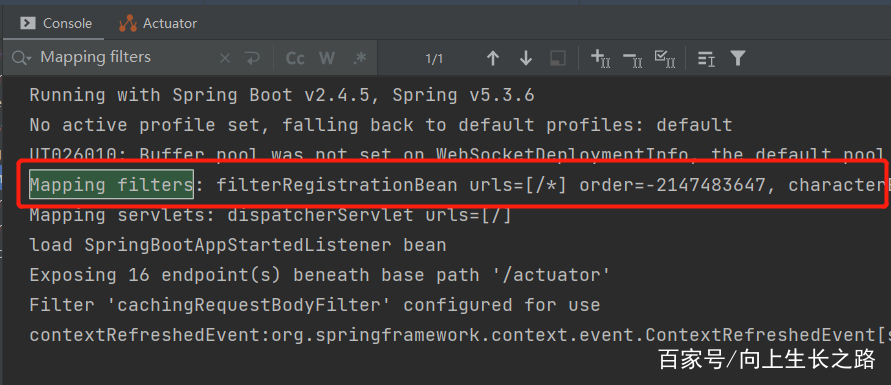 Console Actuator
Mapping filters Cc W .* 1/1
Running with Spring Boot v2.4.5, Spring v5.3.6
No active profile set, falling back to default profiles: default
UT026010: Buffer pool was not set on WebSocketDeploymentInfo, the default pool
Mapping filters: filterRegistrationBean urls=[/*] order=-2147483647, character
Mapping servlets: dispatcherServlet urls=[/]
load SpringBootAppStartedListener bean
Exposing 16 endpoint(s) beneath base path '/actuator'
Filter 'cachingRequestBodyFilter' configured for use
contextRefreshedEvent:org.springframework.context.event.ContextRefreshedEvent[s
百家号/向上生长之路